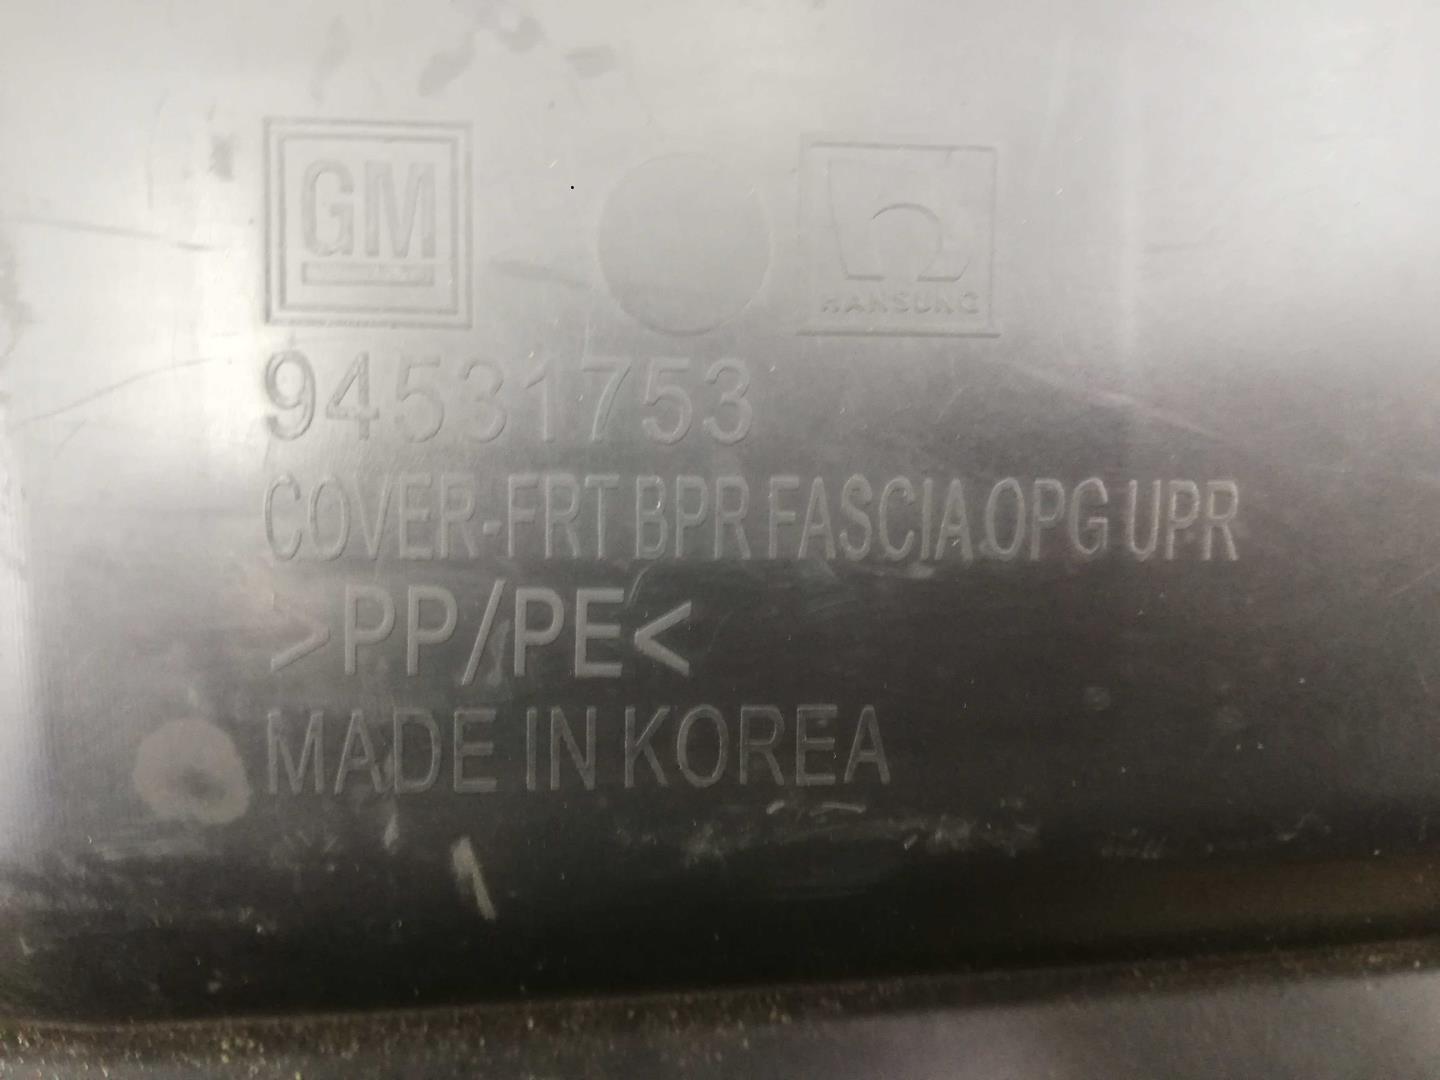 GM
HANSUNG
94531753
COVER-FRT BPR FASCIA OPG UPR
>PP/PE<
MADE IN KOREA